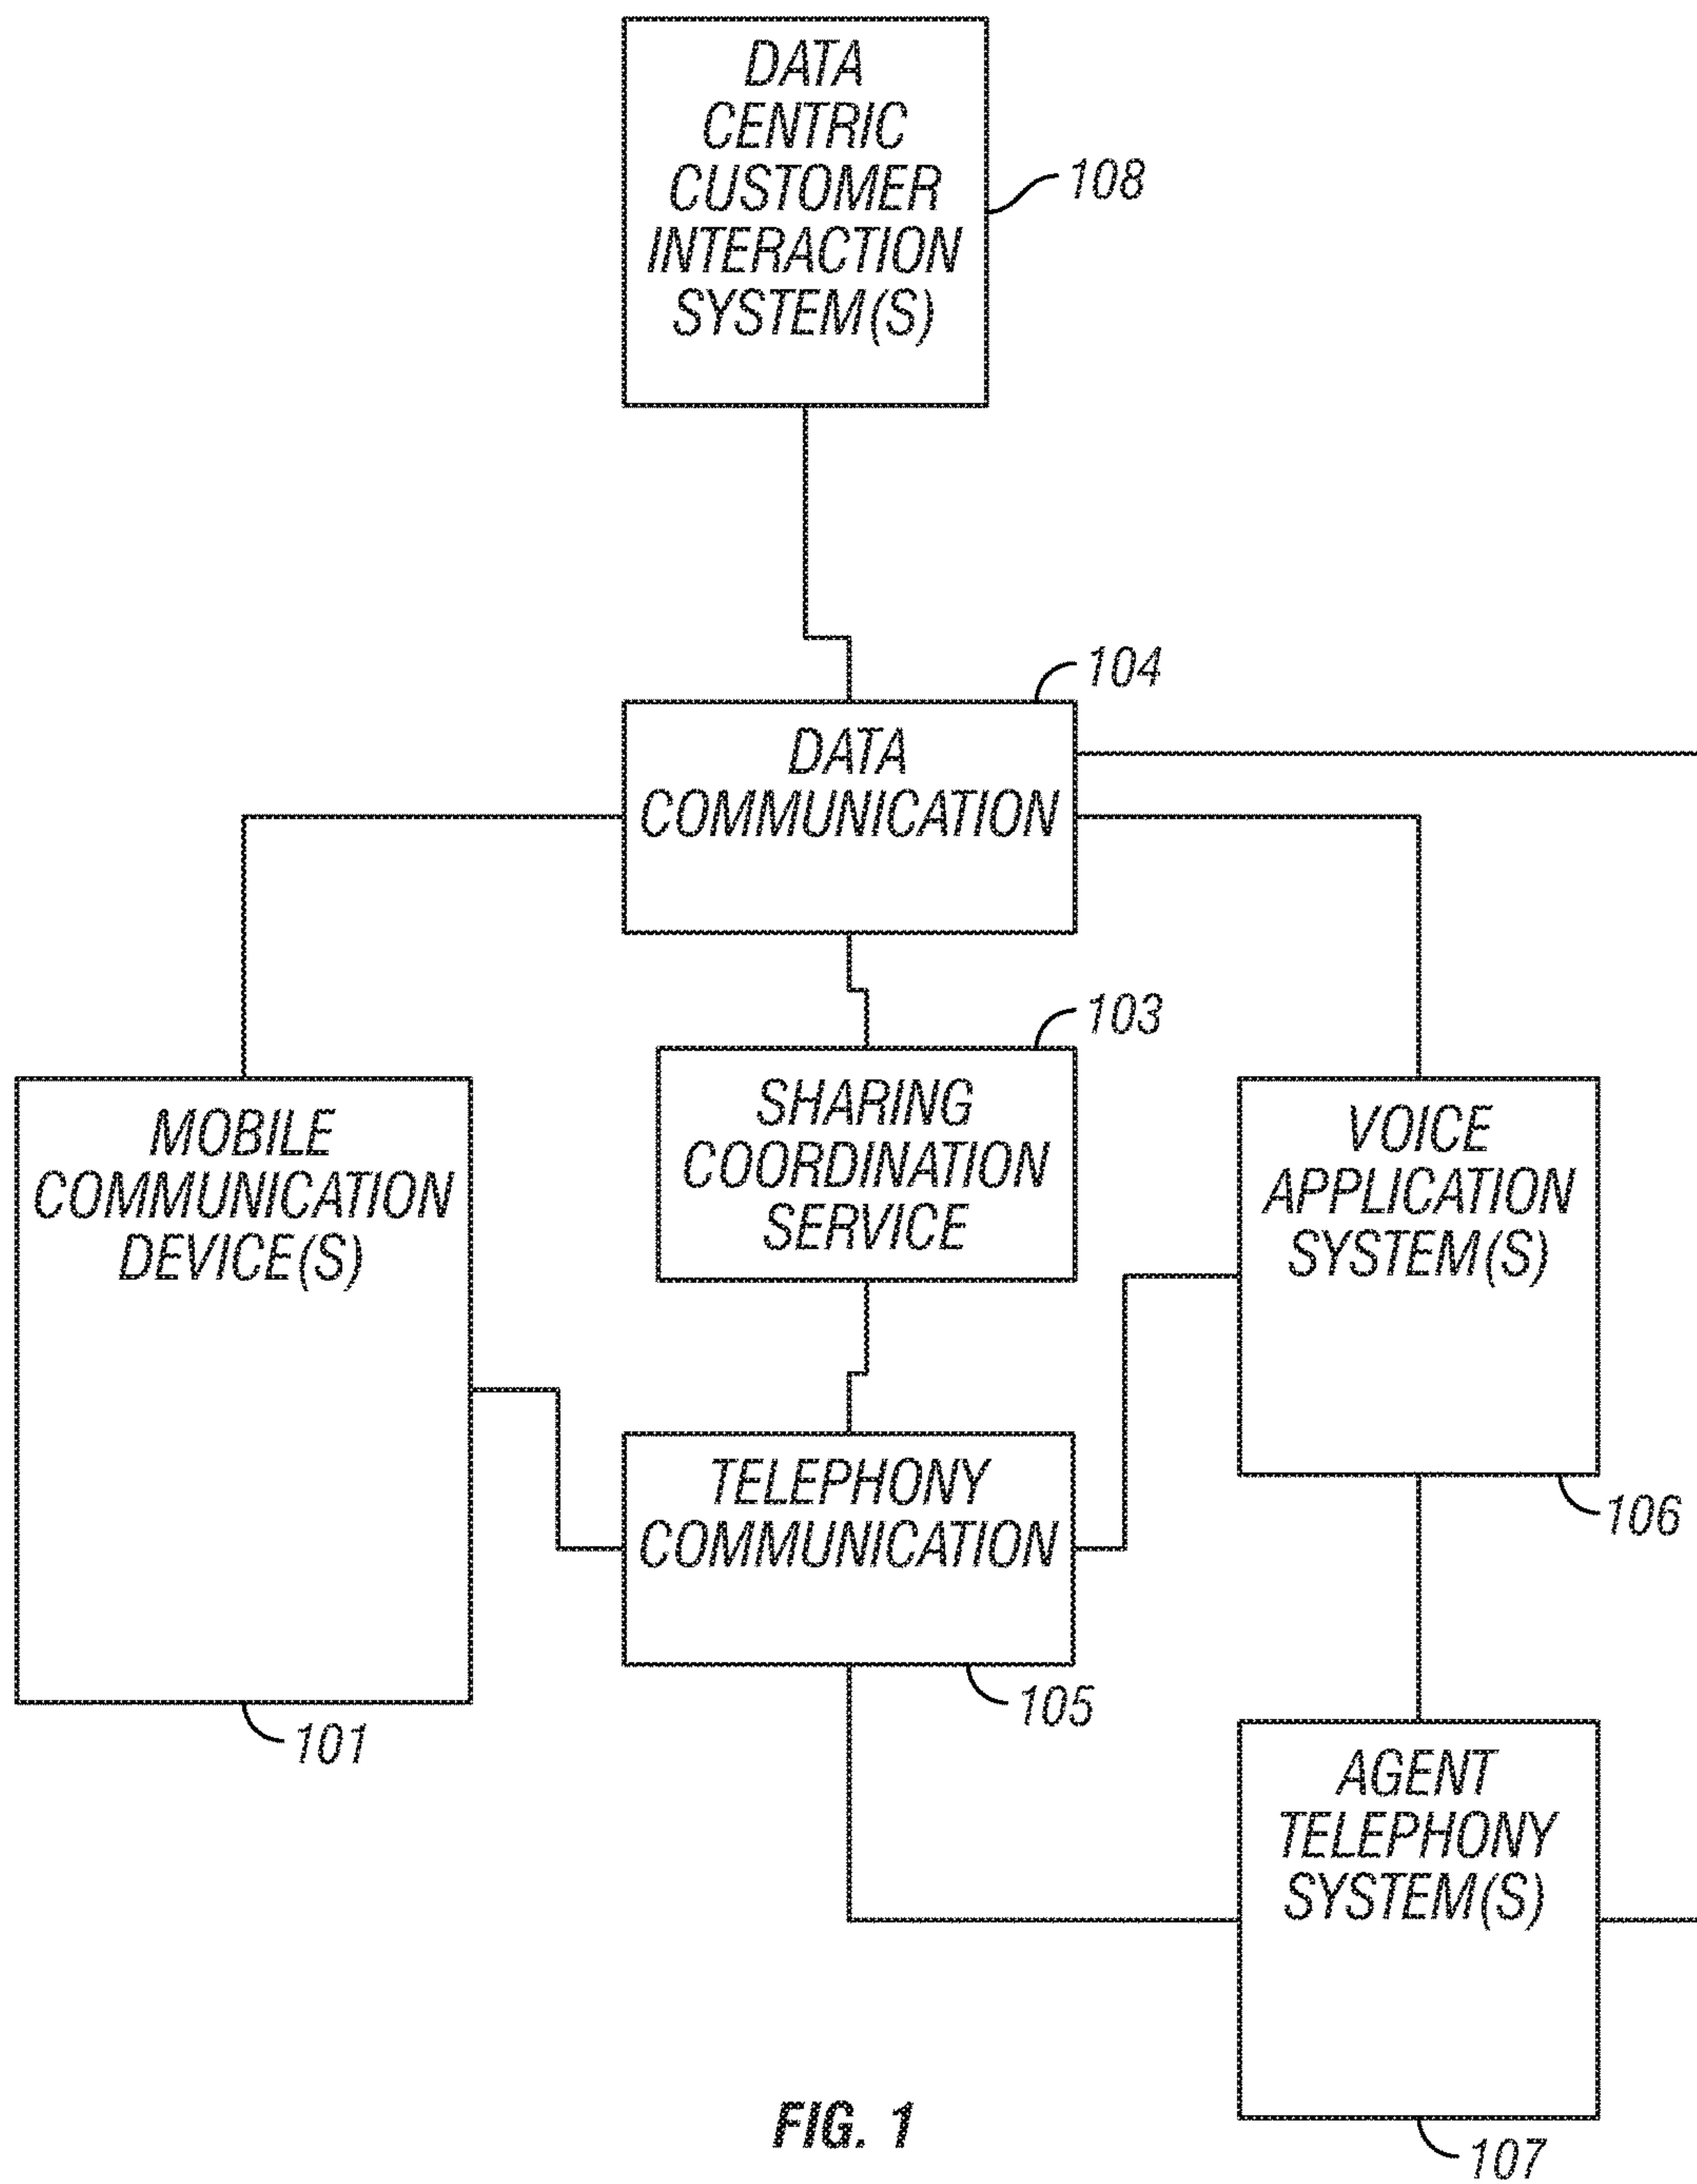 DATA
CENTRIC
CUSTOMER
INTERACTION
SYSTEM(S)
108
104
DATA
COMMUNICATION
103
SHARING
COORDINATION
SERVICE
MOBILE
COMMUNICATION
DEVICE(S)
VOICE
APPLICATION
SYSTEM(S)
TELEPHONY
COMMUNICATION
106
105
101
AGENT
TELEPHONY
SYSTEM(S)
FIG. 1
107